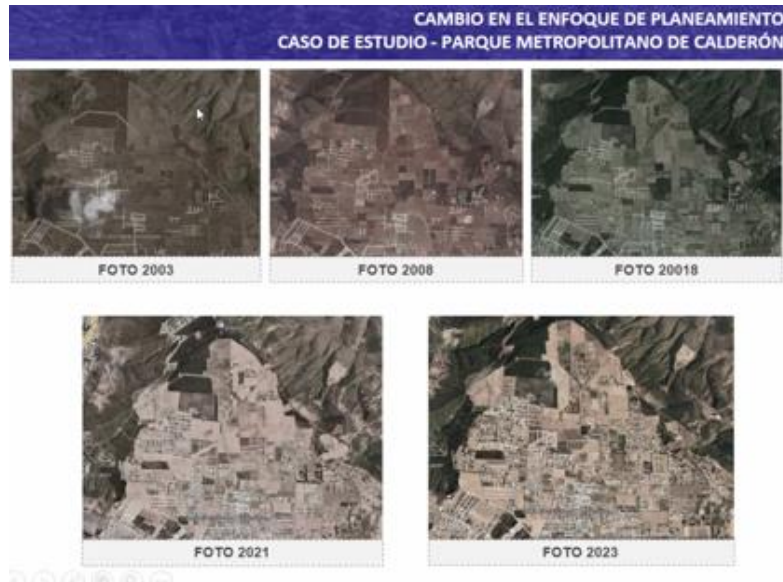 CAMBIO EN EL ENFOQUE DE PLANEAMIENTO
CASO DE ESTUDIO - PARQUE METROPOLITANO DE CALDERÓN
FOTO 2003
FOTO 2008
FOTO 20018
FOTO 2021
FOTO 2023